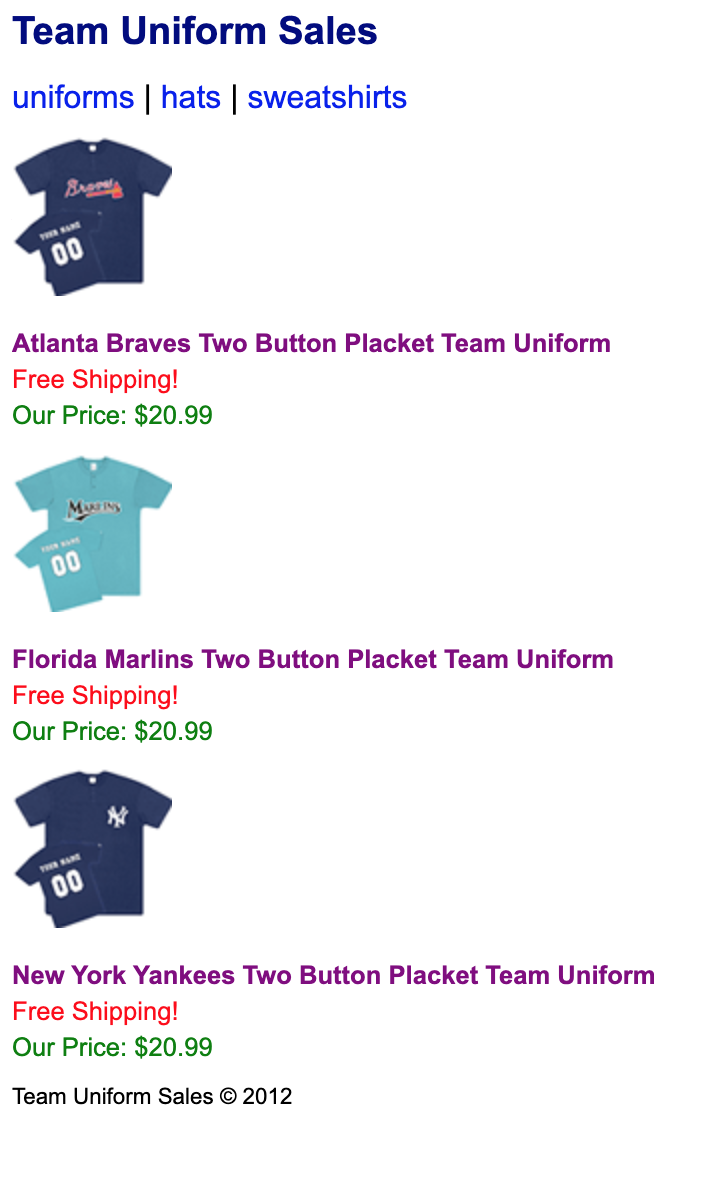 Team Uniform Sales
uniforms | hats | sweatshirts
Braves
YOUR NAME
00
Atlanta Braves Two Button Placket Team Uniform
Free Shipping!
Our Price: $20.99
MARLINS
YOUR NAME
00
Florida Marlins Two Button Placket Team Uniform
Free Shipping!
Our Price: $20.99
NY
YOUR NAME
00
New York Yankees Two Button Placket Team Uniform
Free Shipping!
Our Price: $20.99
Team Uniform Sales © 2012